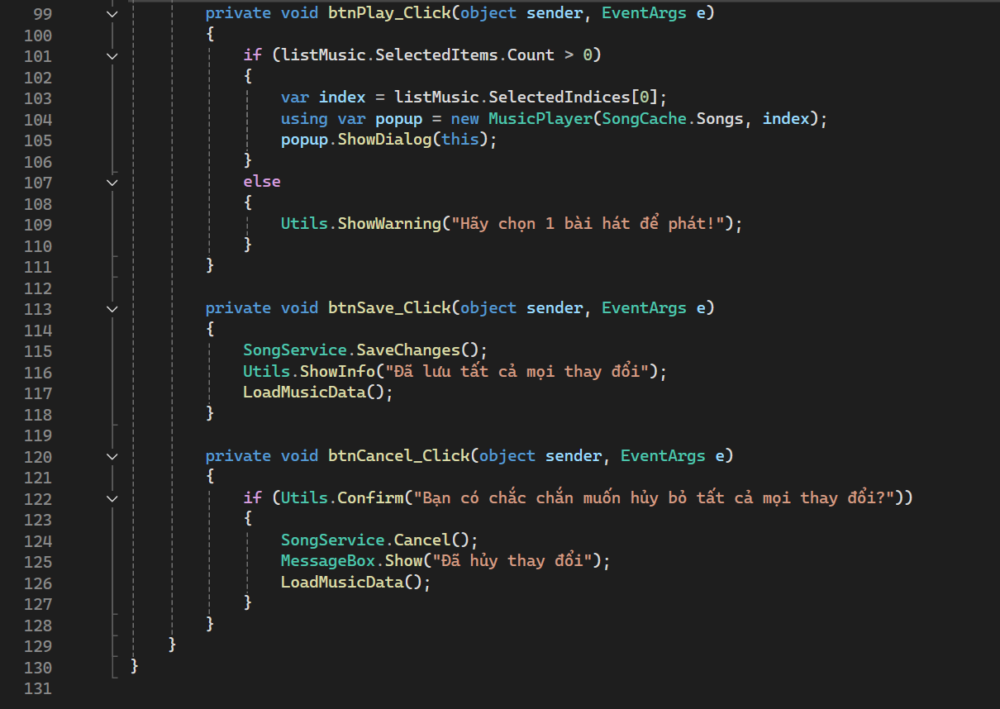 99 private void btnPlay_Click(object sender, EventArgs e)
100 {
101 if (listMusic.SelectedItems.Count > 0)
102 {
103 var index = listMusic.SelectedIndices[0];
104 using var popup = new MusicPlayer(SongCache.Songs, index);
105 popup.ShowDialog(this);
106 }
107 else
108 {
109 Utils.ShowWarning("Hãy chọn 1 bài hát để phát!");
110 }
111 }
112
113 private void btnSave_Click(object sender, EventArgs e)
114 {
115 SongService.SaveChanges();
116 Utils.ShowInfo("Đã lưu tất cả mọi thay đổi");
117 LoadMusicData();
118 }
119
120 private void btnCancel_Click(object sender, EventArgs e)
121 {
122 if (Utils.Confirm("Bạn có chắc chắn muốn hủy bỏ tất cả mọi thay đổi?"))
123 {
124 SongService.Cancel();
125 MessageBox.Show("Đã hủy thay đổi");
126 LoadMusicData();
127 }
128 }
129 }
130 }
131